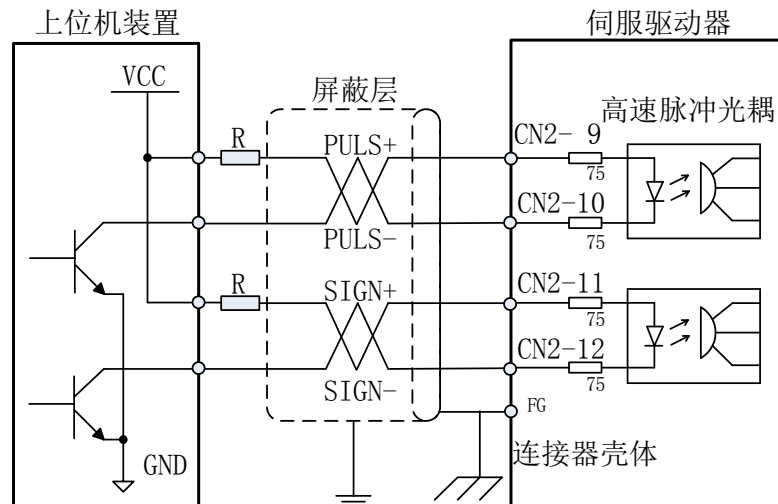 上位机装置
伺服驱动器
VCC
屏蔽层
高速脉冲光耦
R
PULS+
CN2- 9
75
PULS-
CN2-10
75
R
SIGN+
CN2-11
75
SIGN-
CN2-12
75
FG
GND
连接器壳体